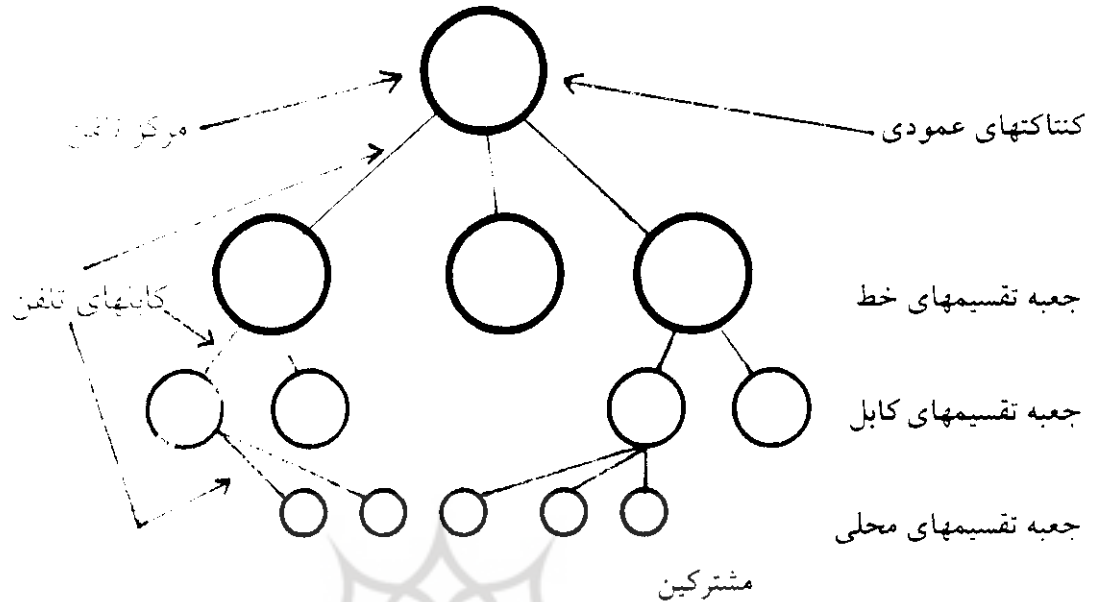 کنتاکتهای عمودی
مرکز تلفن
جعبه تقسیمهای خط
کابلهای تلفن
جعبه تقسیمهای کابل
جعبه تقسیمهای محلی
مشترکین